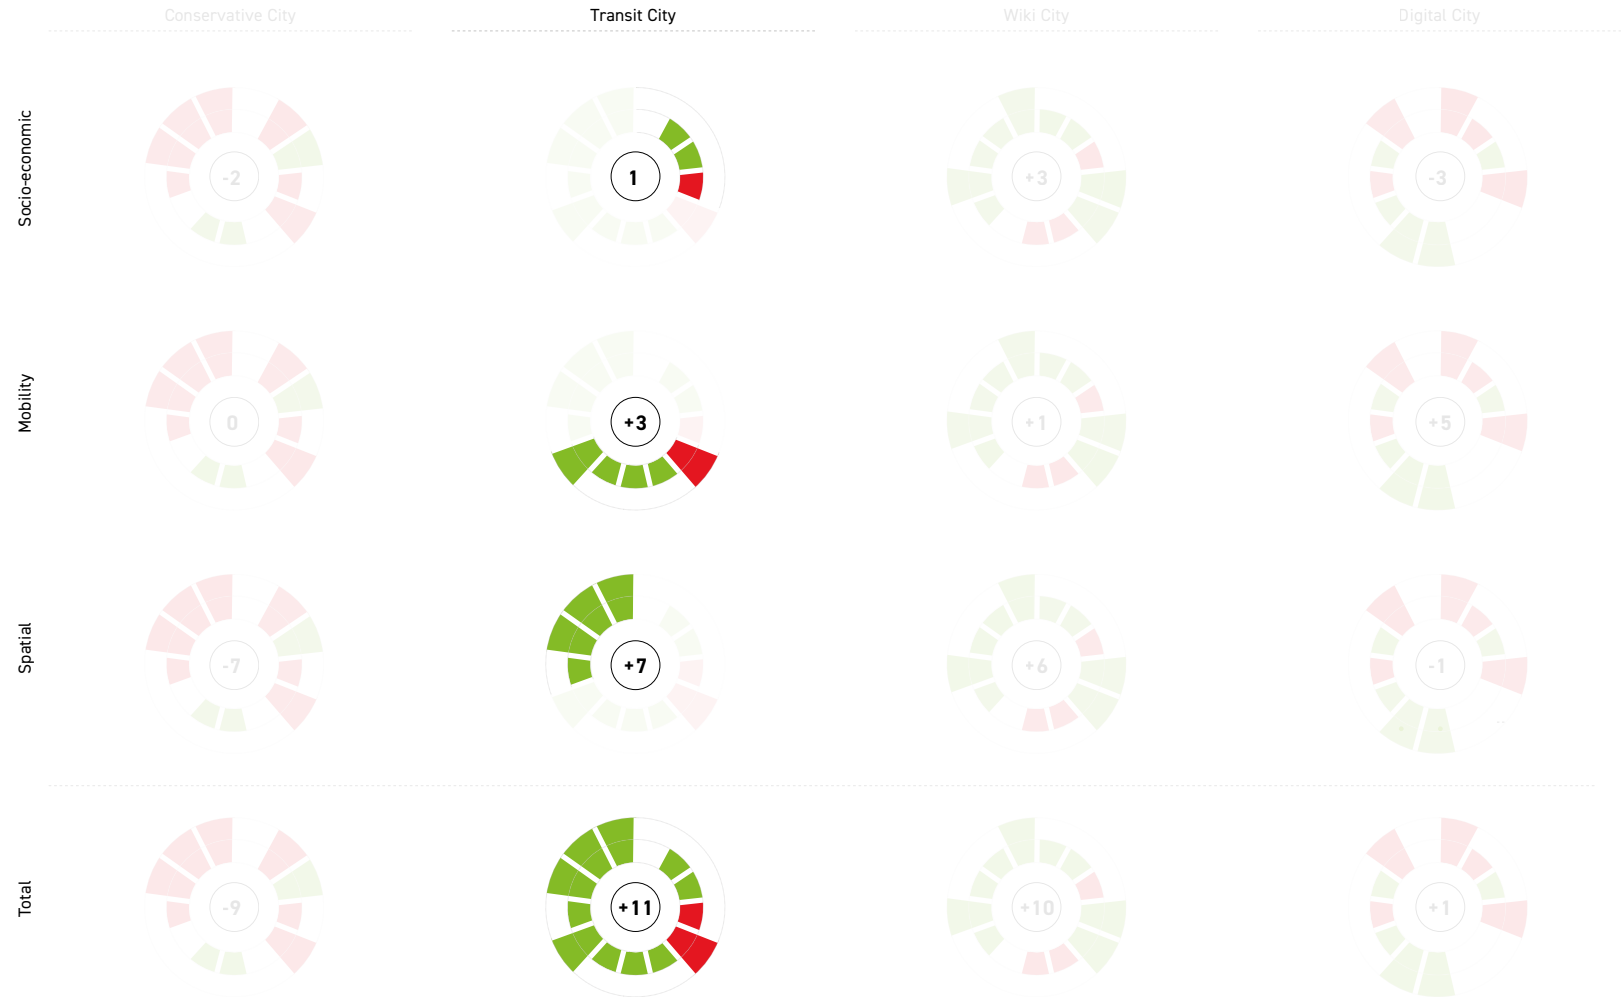 Conservative City
Transit City
Wiki City
Digital City
Socio-economic
-2
1
+3
-3
Mobility
0
+3
+1
+5
Spatial
-7
+7
+6
-1
Total
-9
+11
+10
+1